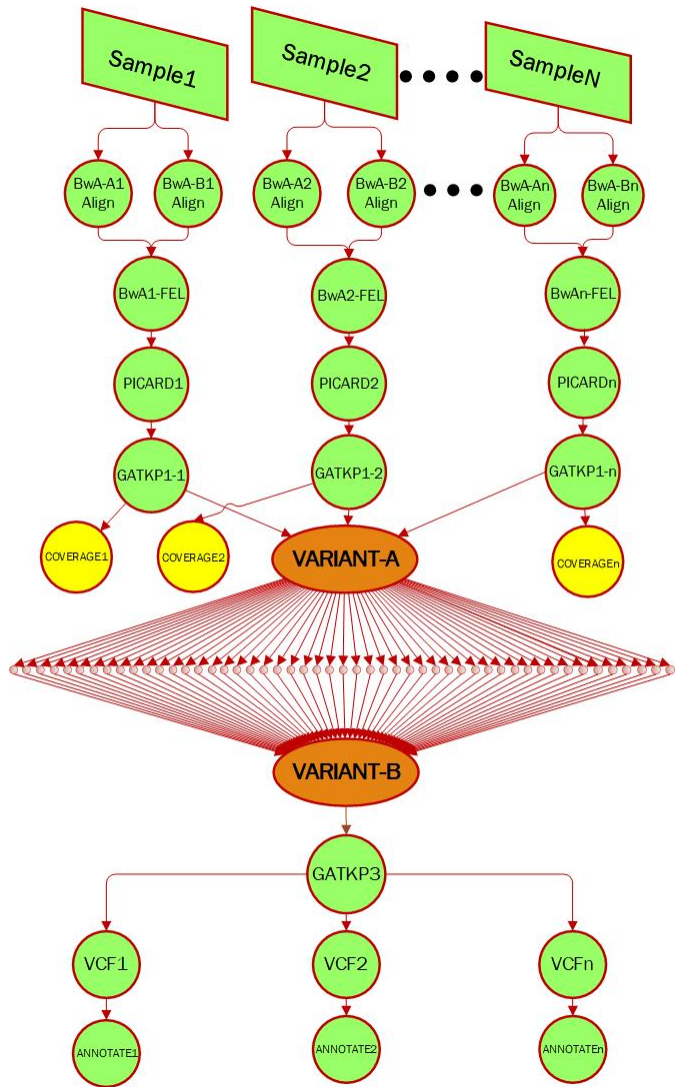 Sample1
Sample2
SampleN
BwA-A1
Align
BwA-B1
Align
BwA-A2
Align
BwA-B2
Align
BwA-An
Align
BwA-Bn
Align
BwA1-FEL
BwA2-FEL
BwAn-FEL
PICARD1
PICARD2
PICARDn
GATKP1-1
GATKP1-2
GATKP1-n
COVERAGE1
COVERAGE2
VARIANT-A
COVERAGEn
VARIANT-B
GATKP3
VCF1
VCF2
VCFn
ANNOTATE1
ANNOTATE2
ANNOTATEn